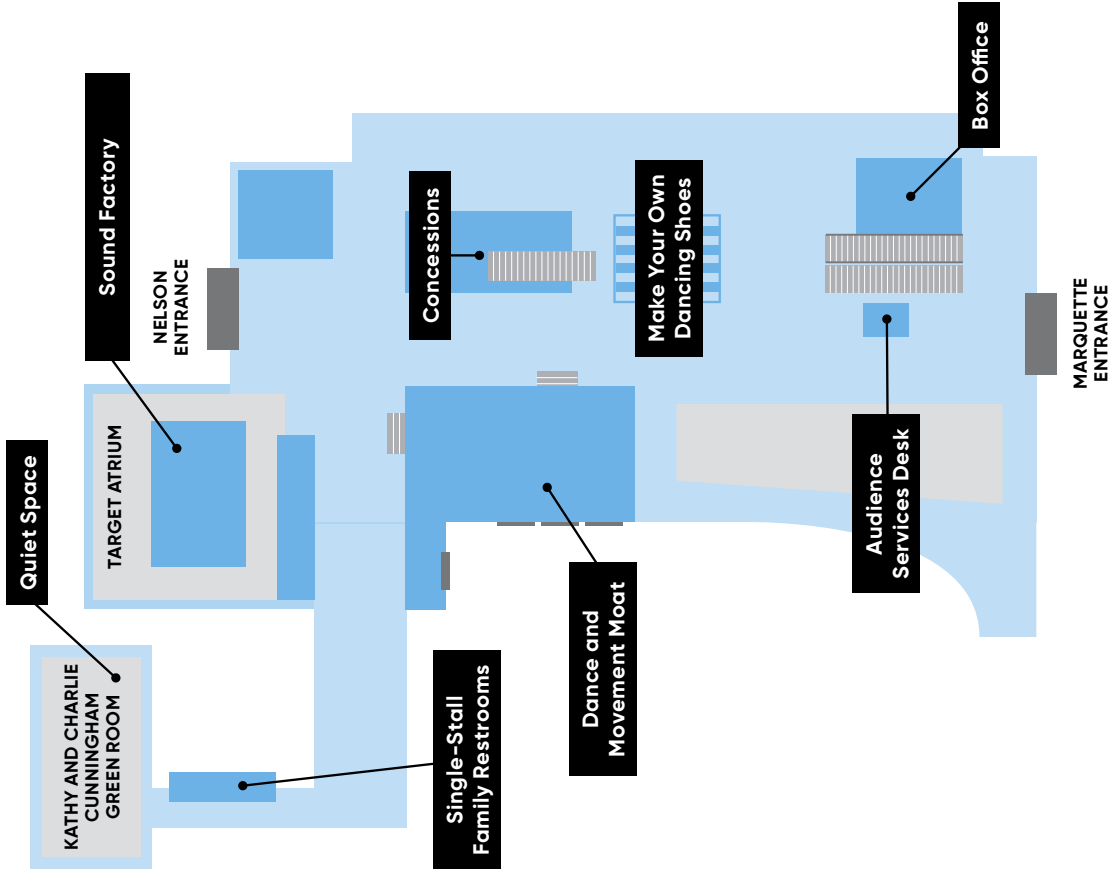 Quiet Space
KATHY AND CHARLIE
CUNNINGHAM
GREEN ROOM
Sound Factory
TARGET ATRIUM
NELSON
ENTRANCE
Single-Stall
Family Restrooms
Concessions
Dance and
Movement Moat
Make Your Own
Dancing Shoes
Audience
Services Desk
Box Office
MARQUETTE
ENTRANCE